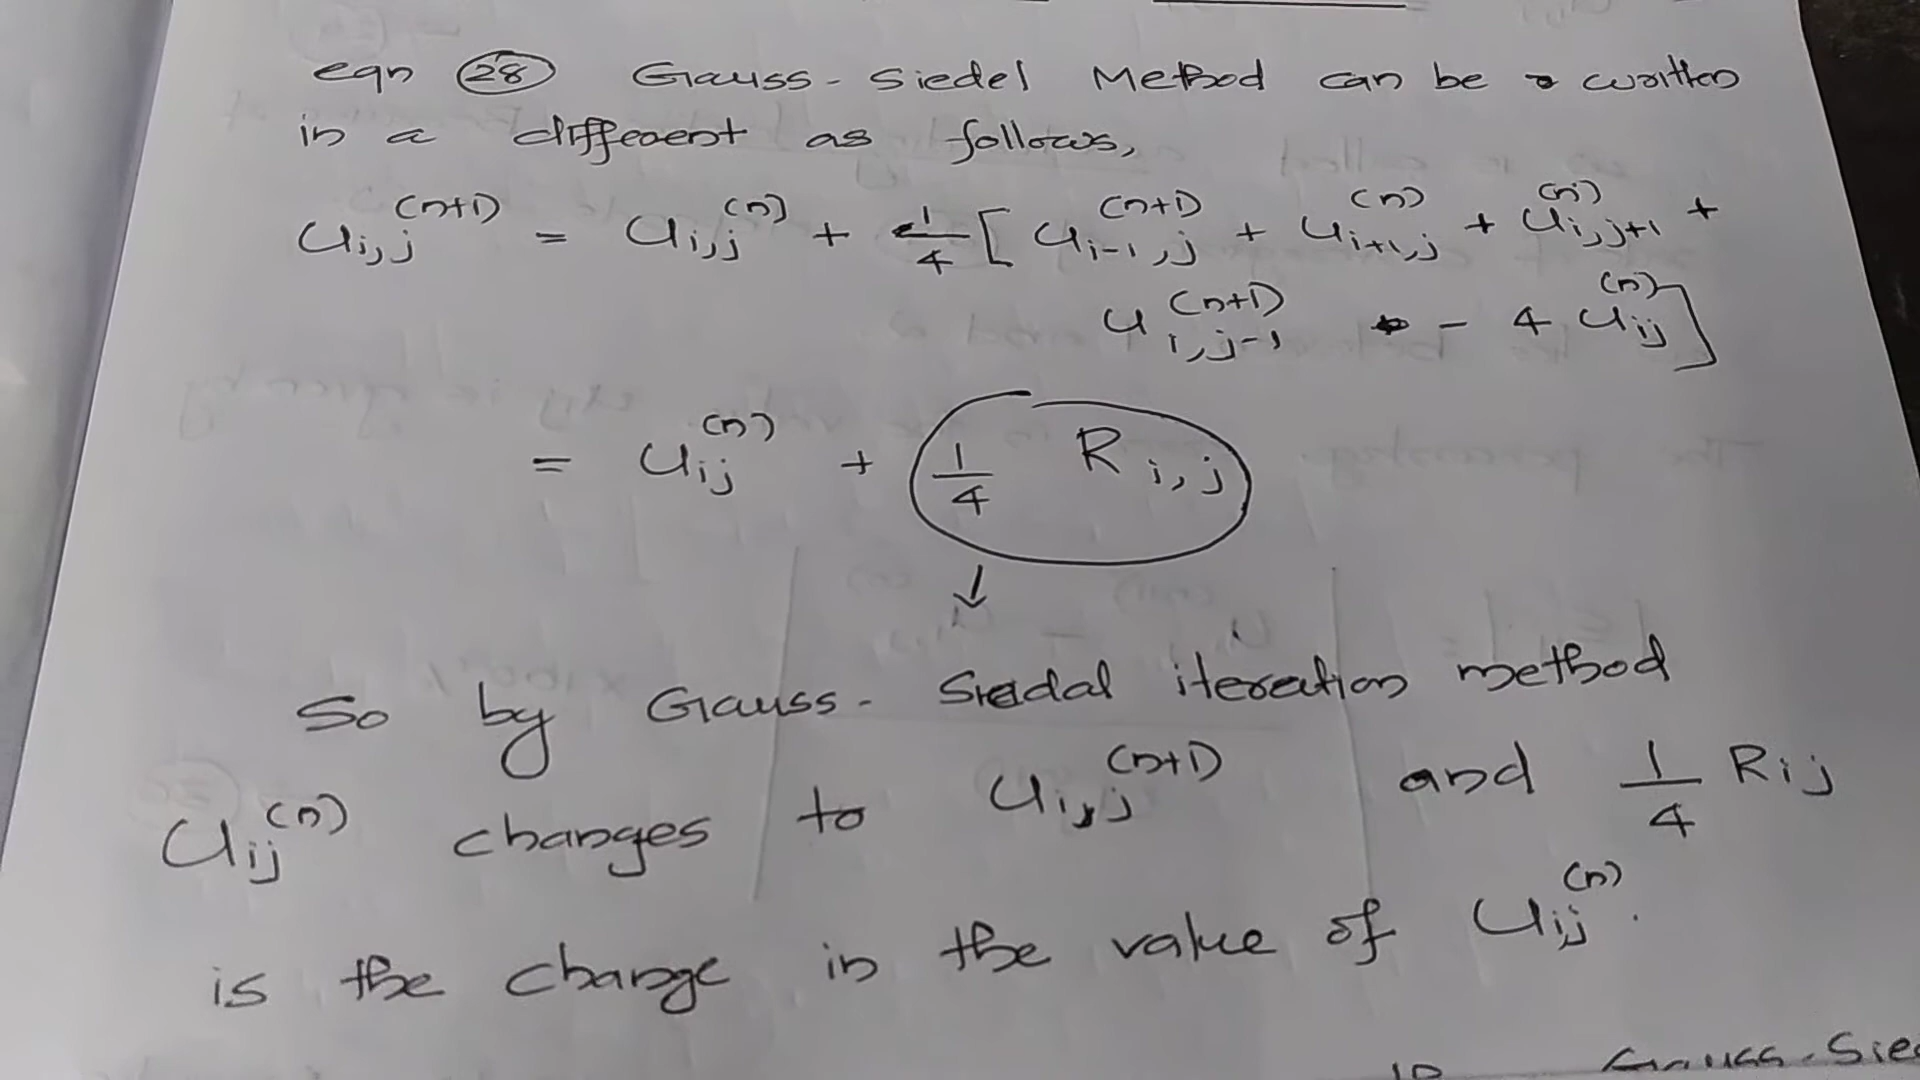 eqn (28) Gauss-Siedel Method can be written
in a different as follows,
u_{i,j}^{(n+1)} = u_{i,j}^{(n)} + 1/4 [ u_{i-1,j}^{(n+1)} + u_{i+1,j}^{(n)} + u_{i,j+1}^{(n)} +
u_{i,j-1}^{(n+1)} - 4 u_{ij}^{(n)} ]
= u_{ij}^{(n)} + 1/4 R_{i,j}
↓
So by Gauss-Siedal iteration method
u_{ij}^{(n)} changes to u_{i,j}^{(n+1)} and 1/4 R_{ij}
is the change in the value of u_{ij}^{(n)}.
Gauss-Sie